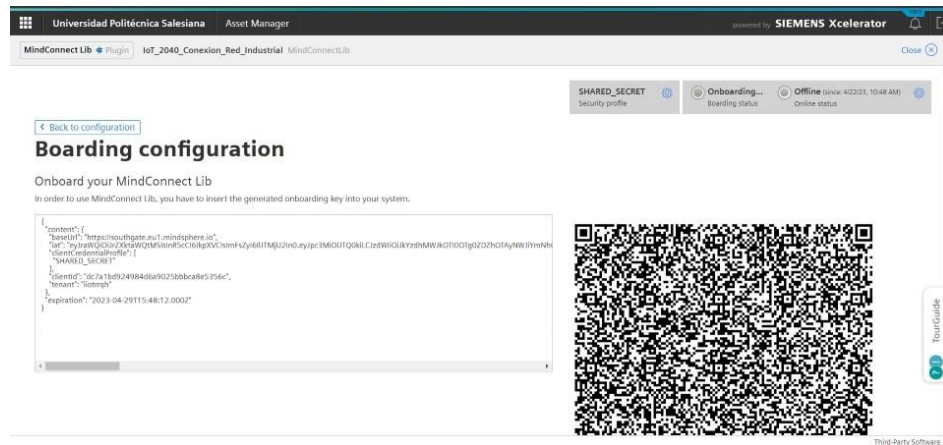 Universidad Politécnica Salesiana Asset Manager powered by SIEMENS Xcelerator
MindConnect Lib Plugin IoT_2040_Conexion_Red_Industrial MindConnectLib Close
SHARED_SECRET Onboarding... Offline (since: 4/22/23, 10:48 AM)
Security profile Boarding status Online status
Back to configuration
Boarding configuration
Onboard your MindConnect Lib
In order to use MindConnect Lib, you have to insert the generated onboarding key into your system.
{
"content": {
"baseUrl": "https://southgate.eu1.mindsphere.io",
"iat":
"clientCredentialProfile": [
"SHARED_SECRET"
],
"clientId": "dc7a1bd924984d6a9025bbbca8e5356c",
"tenant": "iiotrrqh"
},
"expiration": "2023-04-29T15:48:12.000Z"
}
TourGuide
Third-Party Software